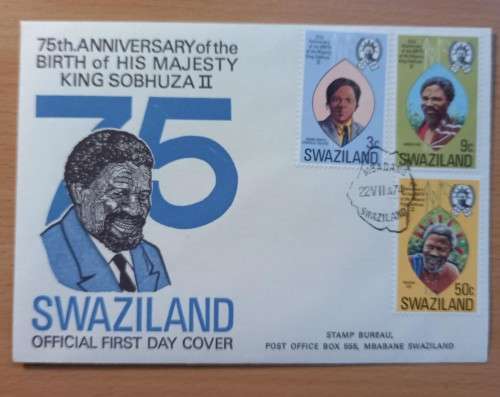 75th.ANNIVERSARY of the
BIRTH of HIS MAJESTY
KING SOBHUZA II
75
SWAZILAND
OFFICIAL FIRST DAY COVER
3c
SWAZILAND
9c
SWAZILAND
22 VII 74
SWAZILAND
50c
SWAZILAND
STAMP BUREAU,
POST OFFICE BOX 555, MBABANE SWAZILAND